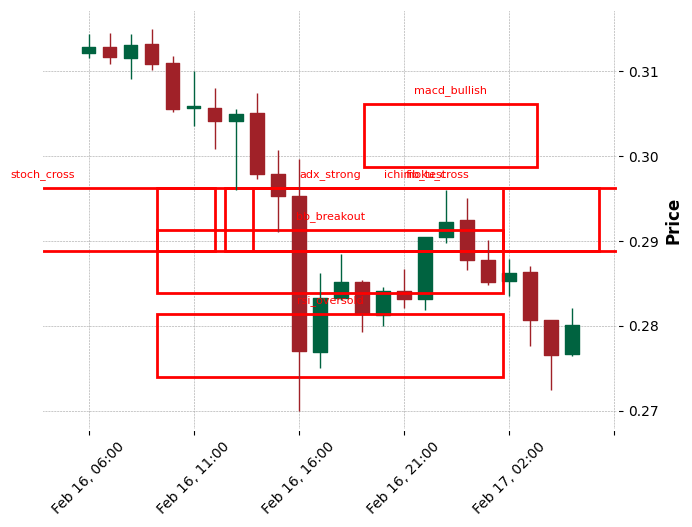 macd_bullish
stoch_cross
adx_strong
0.31
0.30
0.29
0.28
0.27
Price
Feb 16, 06:00
Feb 16, 11:00
Feb 16, 16:00
Feb 16, 21:00
Feb 17, 02:00